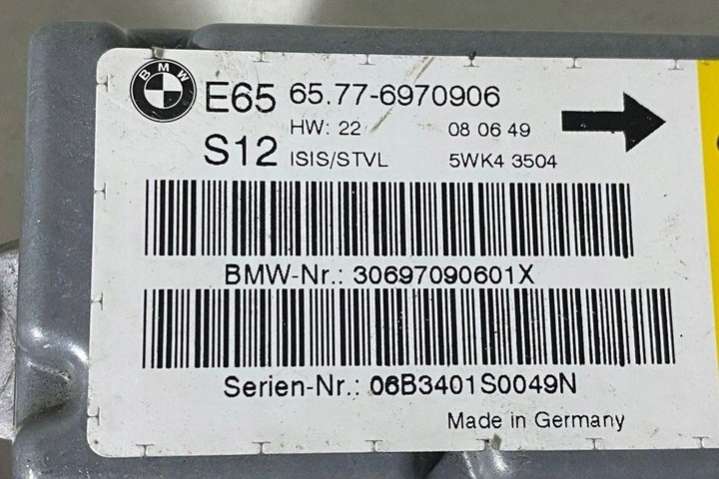 BMW
E65 65.77-6970906
HW: 22 08 06 49
S12 ISIS/STVL 5WK4 3504
BMW-Nr.: 30697090601X
Serien-Nr.: 06B3401S0049N
Made in Germany